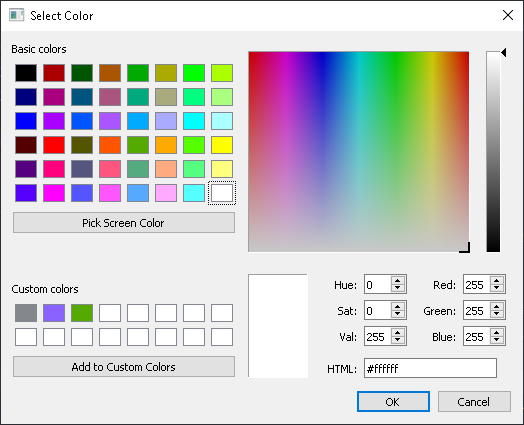 Select Color
Basic colors
Pick Screen Color
Custom colors
Add to Custom Colors
Hue: 0 Red: 255
Sat: 0 Green: 255
Val: 255 Blue: 255
HTML: #ffffff
OK Cancel